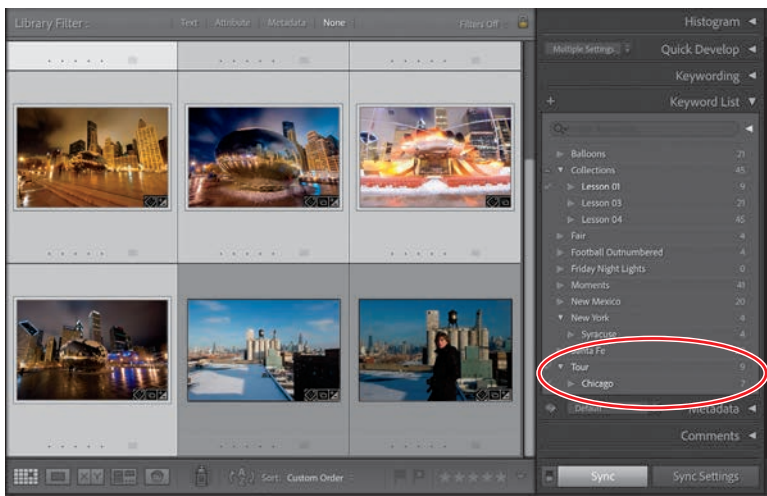 Library Filter :
Text Attribute Metadata None
Filters Off
Histogram
Multiple Settings Quick Develop
Keywording
+ Keyword List
Balloons 21
Collections 45
Lesson 01 9
Lesson 03 21
Lesson 04 45
Fair 4
Football Outnumbered 4
Friday Night Lights 0
Moments 41
New Mexico 20
New York 4
Syracuse 4
Santa Fe
Tour 9
Chicago 7
Default Metadata
Comments
XY Sort: Custom Order
Sync Sync Settings